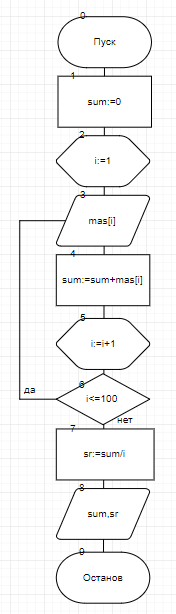 0
Пуск
1
sum:=0
2
i:=1
3
mas[i]
4
sum:=sum+mas[i]
5
i:=i+1
6
i<=100
да
нет
7
sr:=sum/i
8
sum,sr
9
Останов